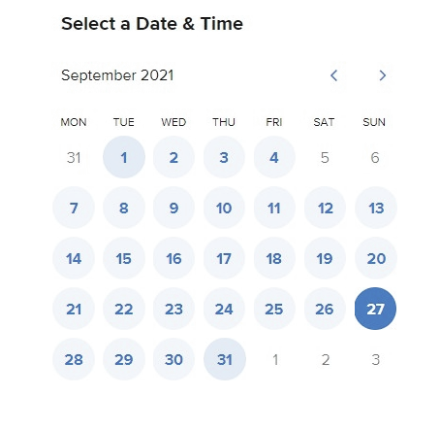 Select a Date & Time
September 2021
MON TUE WED THU FRI SAT SUN
31 1 2 3 4 5 6
7 8 9 10 11 12 13
14 15 16 17 18 19 20
21 22 23 24 25 26 27
28 29 30 31 1 2 3